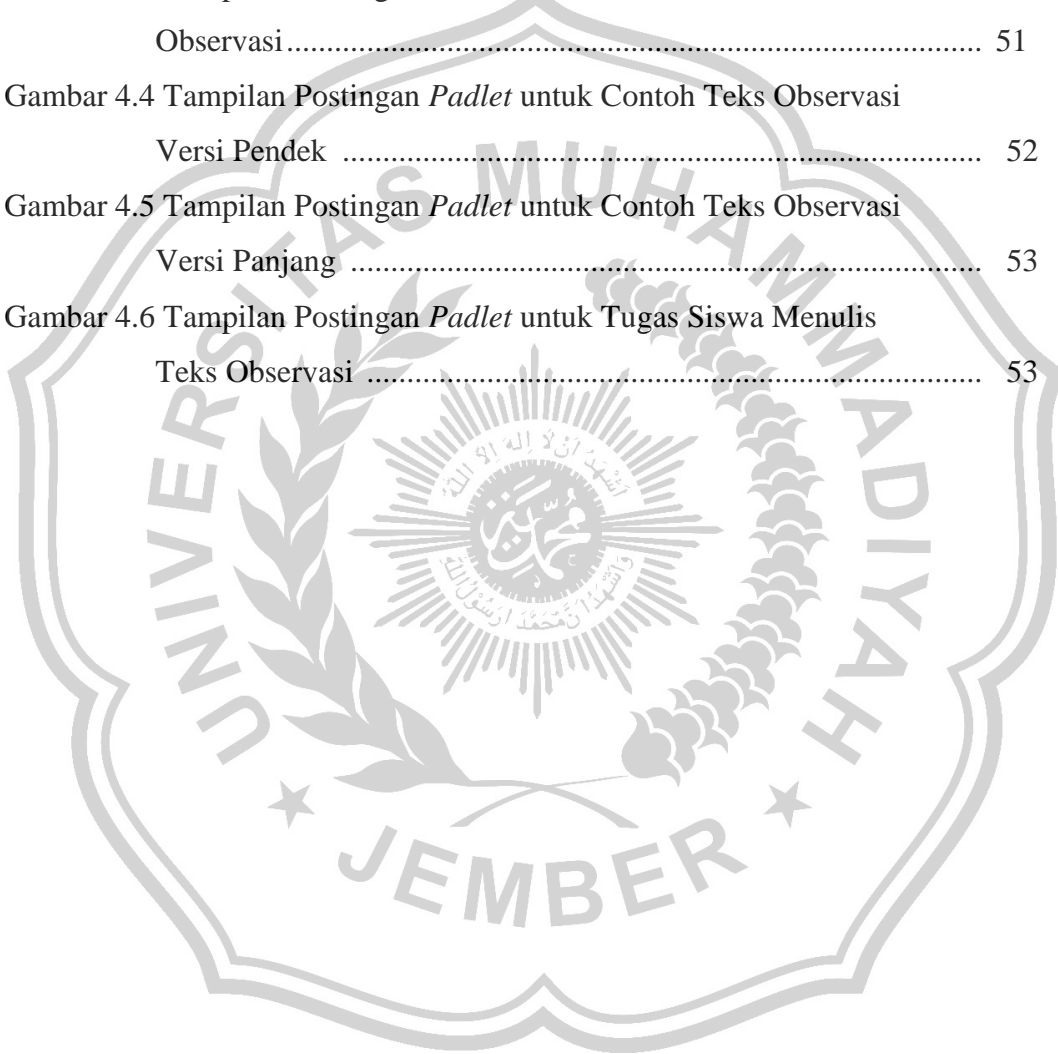 Observasi ..................................................................................... 51
Gambar 4.4 Tampilan Postingan Padlet untuk Contoh Teks Observasi
Versi Pendek ................................................................................ 52
Gambar 4.5 Tampilan Postingan Padlet untuk Contoh Teks Observasi
Versi Panjang .............................................................................. 53
Gambar 4.6 Tampilan Postingan Padlet untuk Tugas Siswa Menulis
Teks Observasi ............................................................................ 53
UNIVERSITAS MUHAMMADIYAH
JEMBER